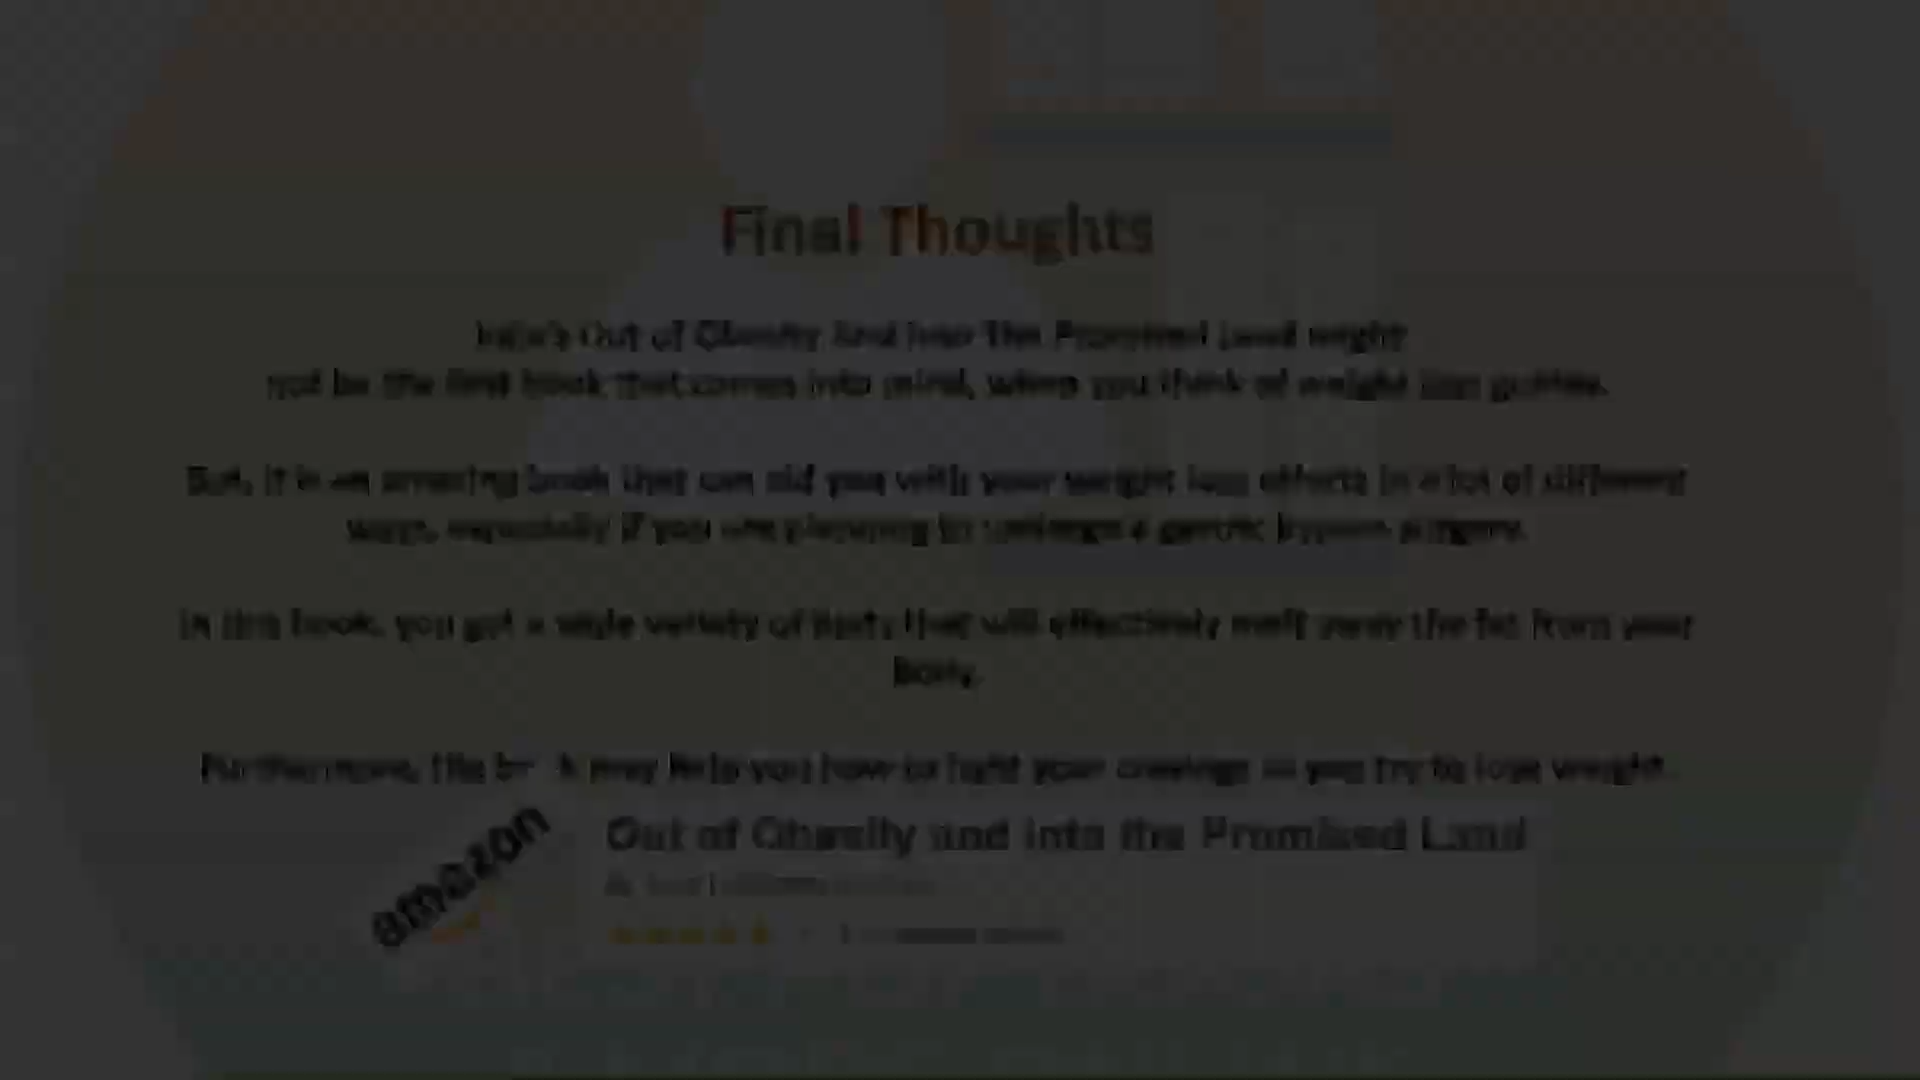 Final Thoughts
Out of Obesity And Into The Promised Land might
not be the first book that comes into mind, when you think of weight loss guides.
But, it is an amazing book that can aid you with your weight loss efforts in a lot of different
ways, especially if you are planning to undergo a gastric bypass surgery.
In this book, you get a wide variety of that will effectively melt away the fat from your
Body.
Furthermore, the may help you how to fight your cravings as you try to lose weight.
amazon
Out of Obesity and into the Promised Land